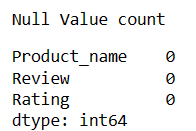 Null Value count
Product_name    0
Review          0
Rating          0
dtype: int64